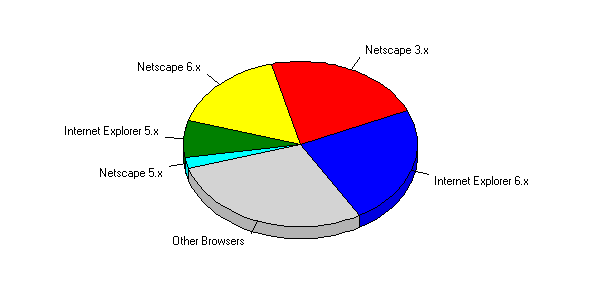 Netscape 3.x
Netscape 6.x
Internet Explorer 5.x
Netscape 5.x
Internet Explorer 6.x
Other Browsers